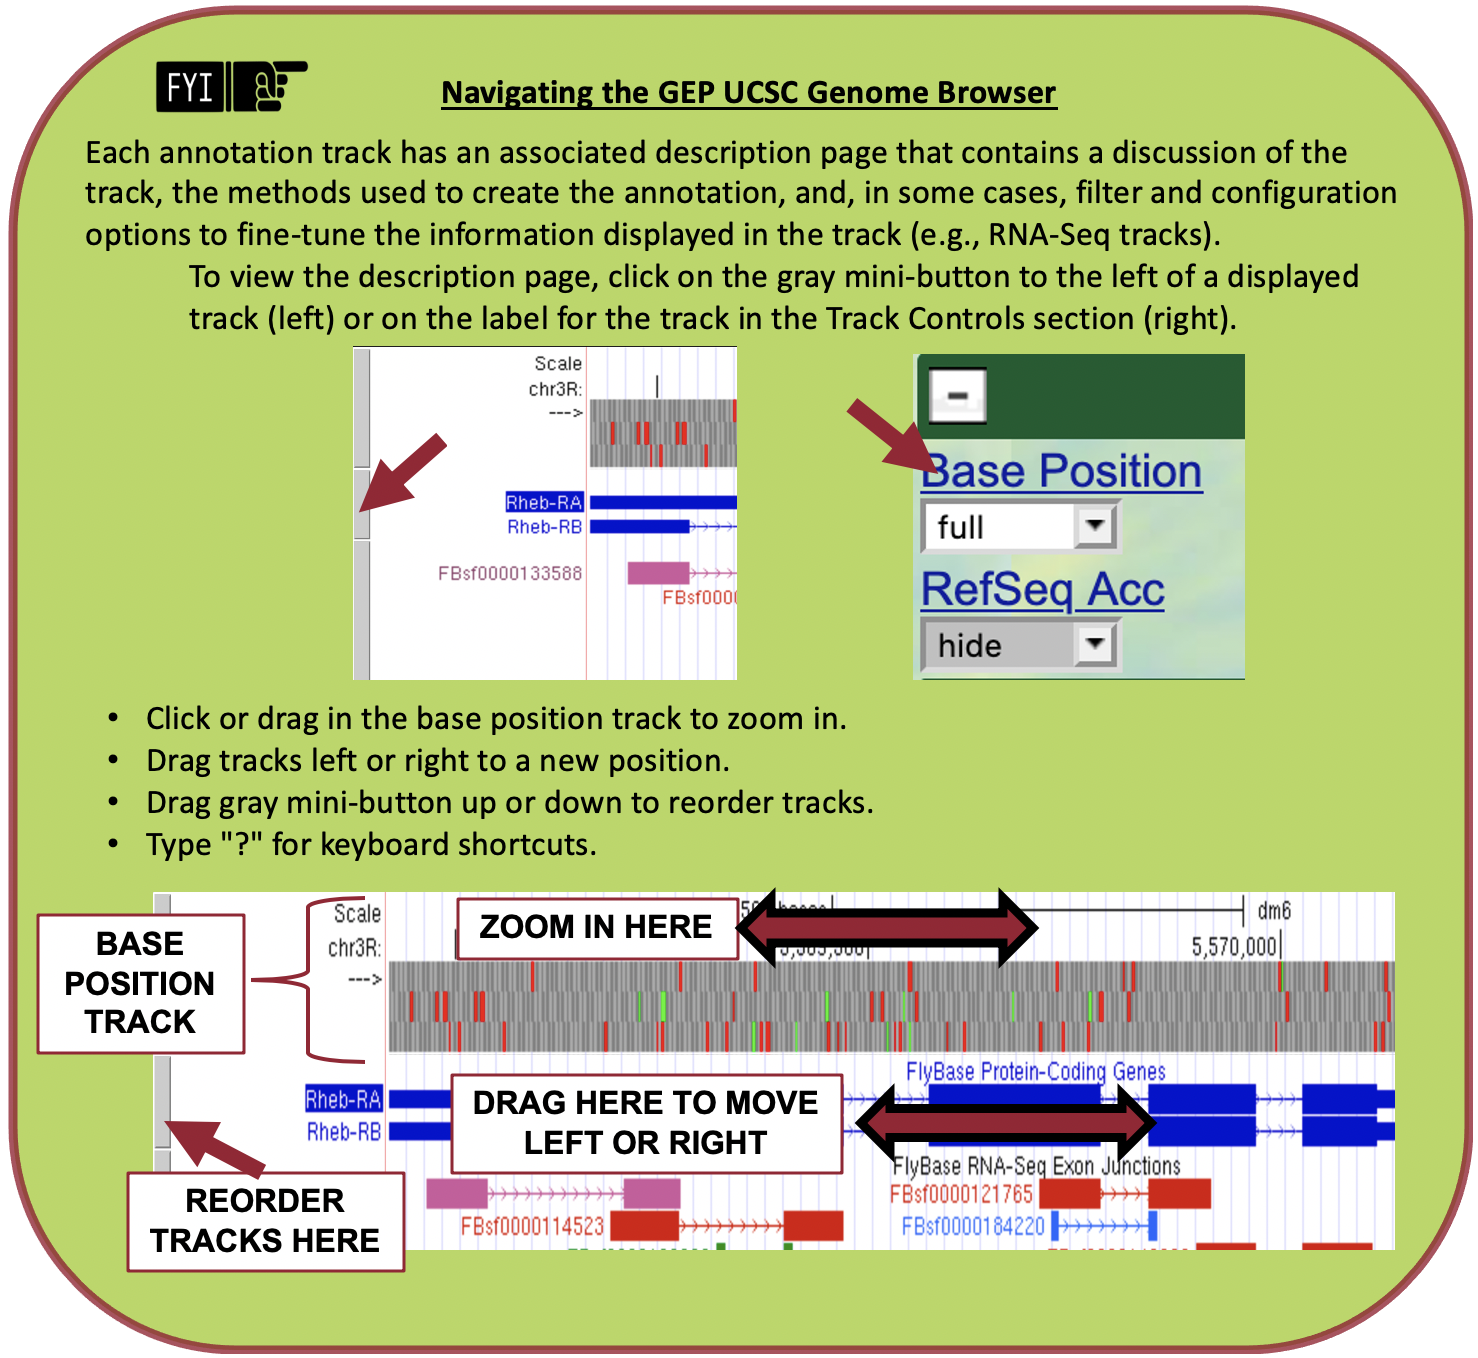 FYI
Navigating the GEP UCSC Genome Browser
Each annotation track has an associated description page that contains a discussion of the
track, the methods used to create the annotation, and, in some cases, filter and configuration
options to fine-tune the information displayed in the track (e.g., RNA-Seq tracks).
To view the description page, click on the gray mini-button to the left of a displayed
track (left) or on the label for the track in the Track Controls section (right).
Scale
chr3R:
--->
Rheb-RA
Rheb-RB
FBsf0000133588
FBsf000
-
Base Position
full
RefSeq Acc
hide
• Click or drag in the base position track to zoom in.
• Drag tracks left or right to a new position.
• Drag gray mini-button up or down to reorder tracks.
• Type "?" for keyboard shortcuts.
BASE
POSITION
TRACK
Scale
ZOOM IN HERE
dm6
chr3R:
5,570,000
--->
FlyBase Protein-Coding Genes
Rheb-RA
Rheb-RB
DRAG HERE TO MOVE
LEFT OR RIGHT
FlyBase RNA-Seq Exon Junctions
FBsf0000121765
FBsf0000114523
FBsf0000184220
REORDER
TRACKS HERE